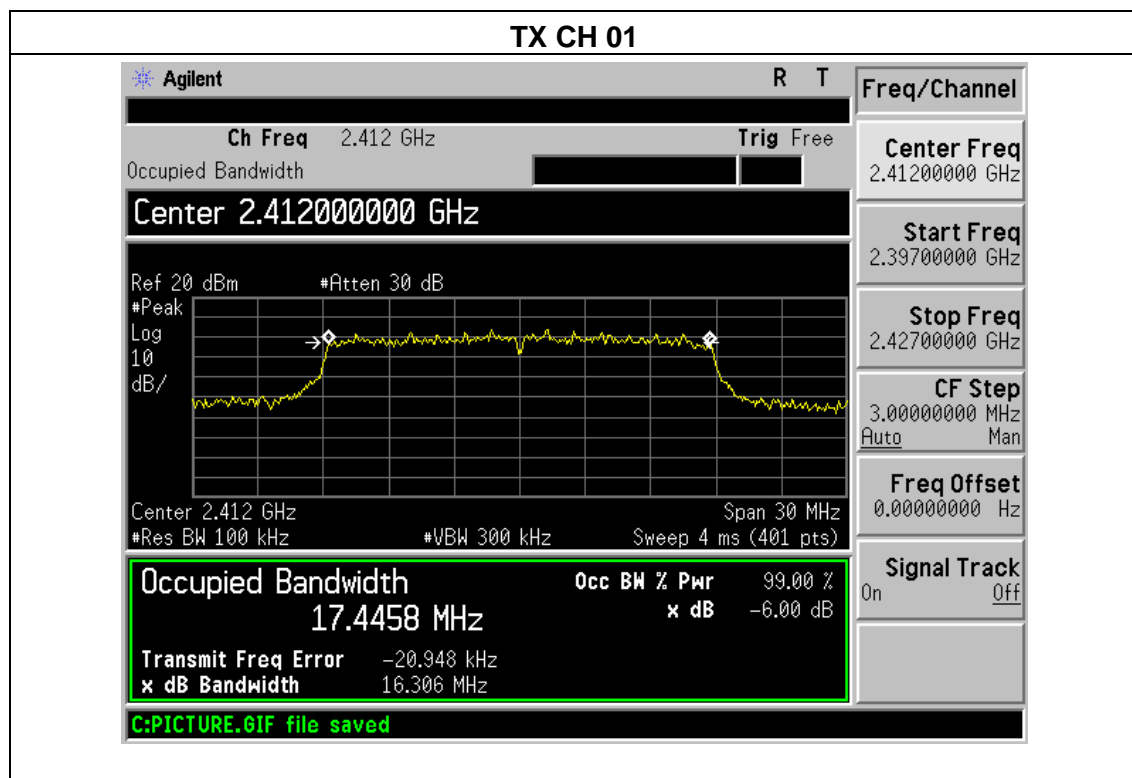 TX CH 01
Agilent R T
Freq/Channel
Ch Freq 2.412 GHz Trig Free
Occupied Bandwidth
Center 2.412000000 GHz
Center Freq
2.41200000 GHz
Start Freq
2.39700000 GHz
Stop Freq
2.42700000 GHz
CF Step
3.00000000 MHz
Auto Man
Freq Offset
0.00000000 Hz
Signal Track
On Off
Ref 20 dBm #Atten 30 dB
#Peak
Log
10
dB/
Center 2.412 GHz Span 30 MHz
#Res BW 100 kHz #VBW 300 kHz Sweep 4 ms (401 pts)
Occupied Bandwidth Occ BW % Pwr 99.00 %
17.4458 MHz x dB -6.00 dB
Transmit Freq Error -20.948 kHz
x dB Bandwidth 16.306 MHz
C:PICTURE.GIF file saved